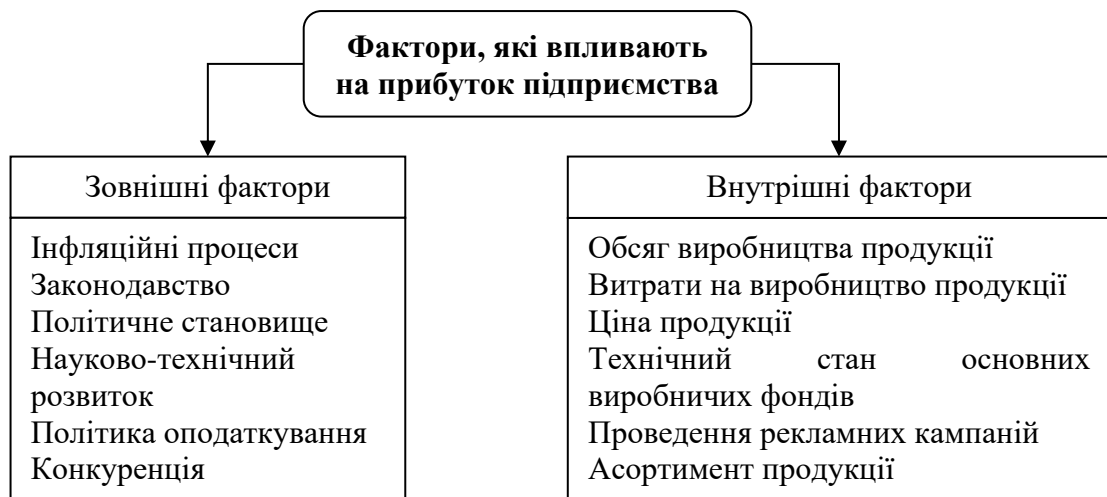 Фактори, які впливають
на прибуток підприємства
Зовнішні фактори
Інфляційні процеси
Законодавство
Політичне становище
Науково-технічний
розвиток
Політика оподаткування
Конкуренція
Внутрішні фактори
Обсяг виробництва продукції
Витрати на виробництво продукції
Ціна продукції
Технічний стан основних
виробничих фондів
Проведення рекламних кампаній
Асортимент продукції